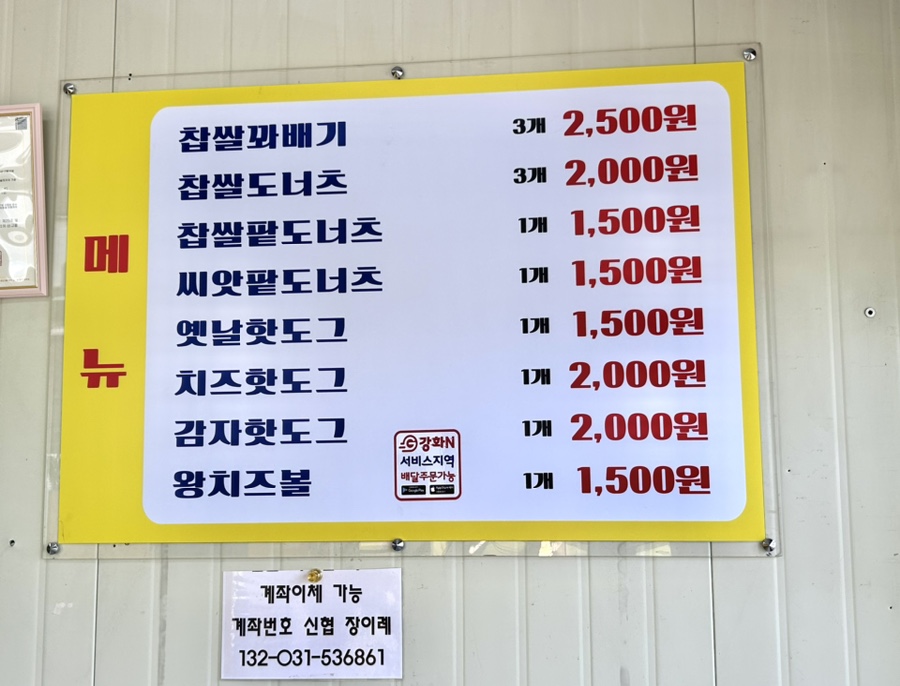 메뉴
찹쌀꽈배기 3개 2,500원
찹쌀도너츠 3개 2,000원
찹쌀팥도너츠 1개 1,500원
씨앗팥도너츠 1개 1,500원
옛날핫도그 1개 1,500원
치즈핫도그 1개 2,000원
감자핫도그 1개 2,000원
왕치즈볼 1개 1,500원
강화N
서비스지역
배달주문가능
계좌이체 가능
계좌번호 신협 장이레
132-031-536861